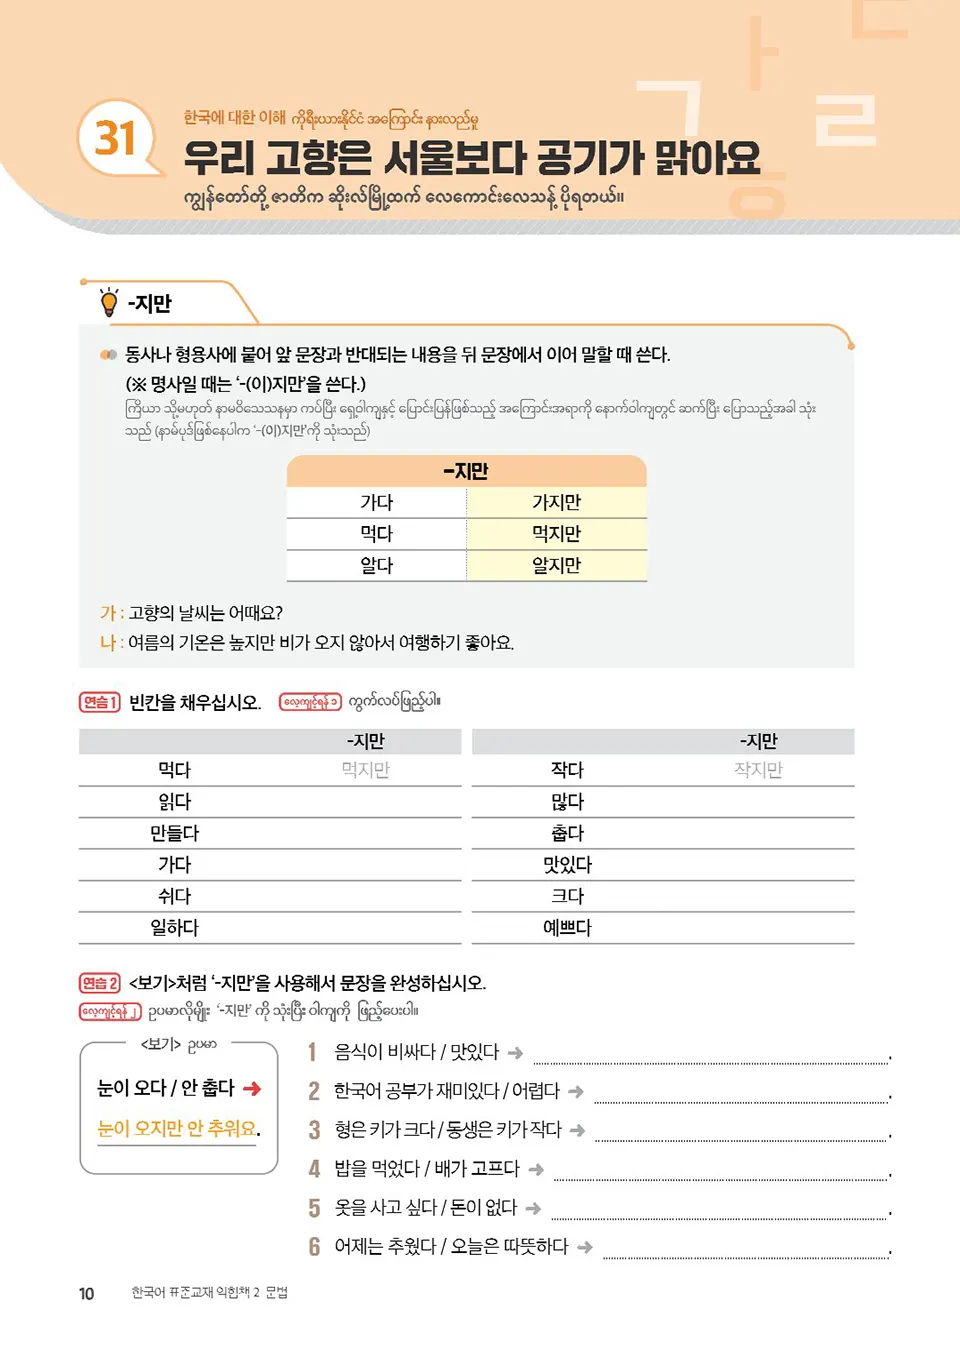 31
한국에 대한 이해 ကိုရီးယားနိုင်ငံ အကြောင်း နားလည်မှု
우리 고향은 서울보다 공기가 맑아요
ကျွန်တော်တို့ ဇာတိက ဆိုးလ်မြို့ထက် လေကောင်းလေသန့် ပိုရတယ်။
-지만
동사나 형용사에 붙어 앞 문장과 반대되는 내용을 뒤 문장에서 이어 말할 때 쓴다.
(※ 명사일 때는 ‘-(이)지만’을 쓴다.)
ကြိယာ သို့မဟုတ် နာမဝိသေသနမှာ ကပ်ပြီး ရှေ့ဝါကျနှင့် ပြောင်းပြန်ဖြစ်သည့် အကြောင်းအရာကို နောက်ဝါကျတွင် ဆက်ပြီး ပြောသည့်အခါ သုံး
သည် (နာမ်ပုဒ်ဖြစ်နေပါက ‘-(이)지만’ကို သုံးသည်)
-지만
가다 가지만
먹다 먹지만
알다 알지만
가 : 고향의 날씨는 어때요?
나 : 여름의 기온은 높지만 비가 오지 않아서 여행하기 좋아요.
연습 1 빈칸을 채우십시오. လေ့ကျင့်ရန် ၁ ကွက်လပ်ဖြည့်ပါ။
-지만 -지만
먹다 먹지만 작다 작지만
읽다 많다
만들다 춥다
가다 맛있다
쉬다 크다
일하다 예쁘다
연습 2 <보기>처럼 ‘-지만’을 사용해서 문장을 완성하십시오.
လေ့ကျင့်ရန် ၂ ဥပမာလိုမျိုး ‘-지만’ ကို သုံးပြီး ဝါကျကို ဖြည့်ပေးပါ။
<보기> ဥပမာ
눈이 오다 / 안 춥다 ➔
눈이 오지만 안 추워요.
1 음식이 비싸다 / 맛있다 ➔ .
2 한국어 공부가 재미있다 / 어렵다 ➔ .
3 형은 키가 크다 / 동생은 키가 작다 ➔ .
4 밥을 먹었다 / 배가 고프다 ➔ .
5 옷을 사고 싶다 / 돈이 없다 ➔ .
6 어제는 추웠다 / 오늘은 따뜻하다 ➔ .
10 한국어 표준교재 익힘책 2 문법